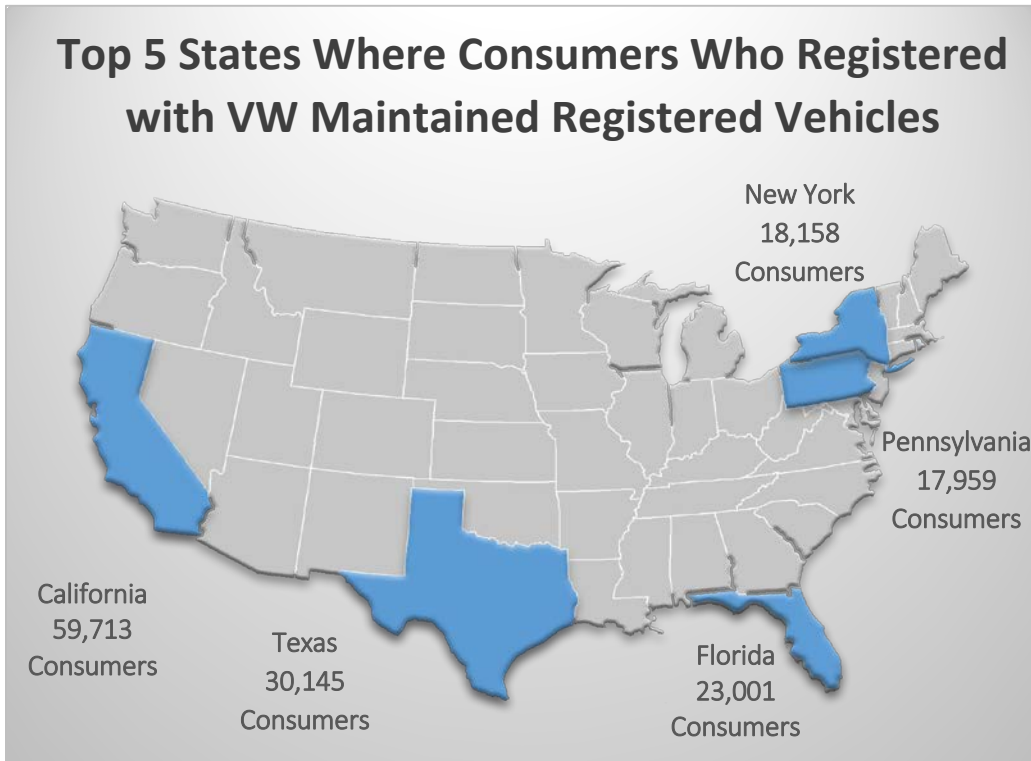 Top 5 States Where Consumers Who Registered
with VW Maintained Registered Vehicles
New York
18,158
Consumers
Pennsylvania
17,959
Consumers
California
59,713
Consumers
Texas
30,145
Consumers
Florida
23,001
Consumers